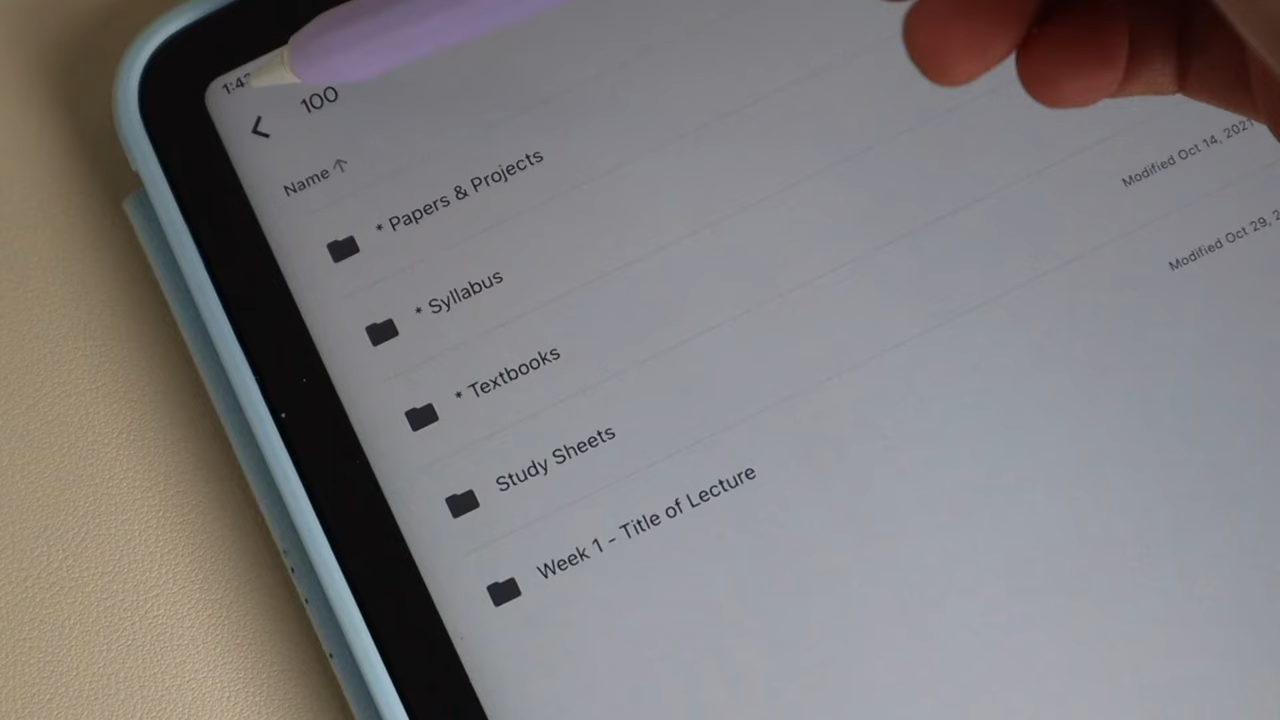 100
Name ↑
* Papers & Projects
* Syllabus
* Textbooks
Modified Oct 14, 2021
Study Sheets
Modified Oct 29,
Week 1 - Title of Lecture